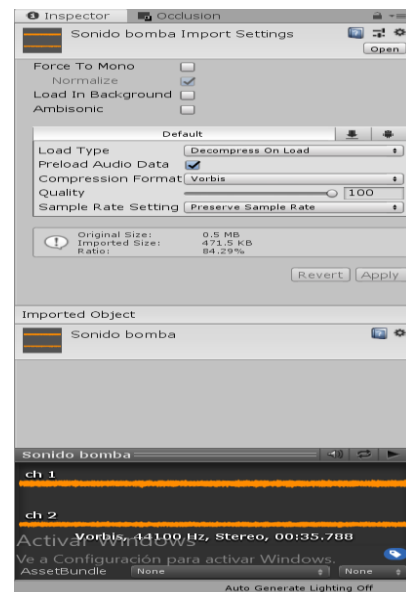 Inspector Occlusion
Sonido bomba Import Settings
Open
Force To Mono
Normalize
Load In Background
Ambisonic
Default
Load Type Decompress On Load
Preload Audio Data
Compression Format Vorbis
Quality 100
Sample Rate Setting Preserve Sample Rate
Original Size: 0.5 MB
Imported Size: 471.5 KB
Ratio: 84.29%
Revert Apply
Imported Object
Sonido bomba
Sonido bomba
ch 1
ch 2
Vorbis, 44100 Hz, Stereo, 00:35.788
Activar Windows
Ve a Configuración para activar Windows.
AssetBundle None None
Auto Generate Lighting Off